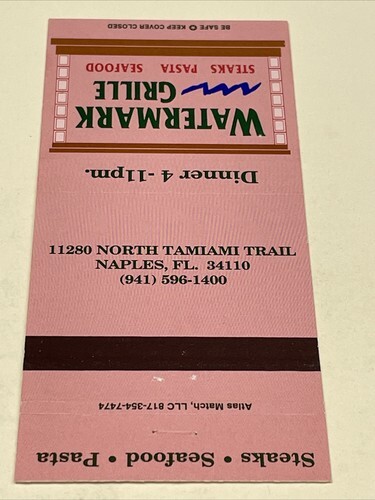 BE SAFE KEEP COVER CLOSED
STEAKS PASTA SEAFOOD
WATERMARK
GRILLE
Dinner 4 -11pm.
11280 NORTH TAMIAMI TRAIL
NAPLES, FL. 34110
(941) 596-1400
Atlas Match, LLC 817-354-7474
Steaks • Seafood • Pasta